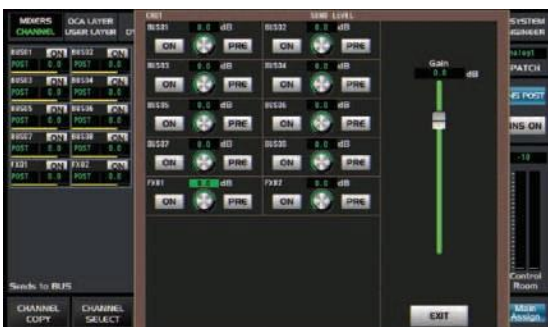 MIXERS
CHANNEL
DCA LAYER
USER LAYER
CH01
SEND LEVEL
SYSTEM
BUS01 ON BUS02 ON
POST 0.0 POST 0.0
BUS03 ON BUS04 ON
POST 0.0 POST 0.0
BUS05 ON BUS06 ON
POST 0.0 POST 0.0
BUS07 ON BUS08 ON
POST 0.0 POST 0.0
FX01 ON FX02 ON
POST 0.0 POST 0.0
Sends to BUS
CHANNEL COPY
CHANNEL SELECT
BUS01 0.0 dB BUS02 0.0 dB
ON PRE ON PRE
BUS03 0.0 dB BUS04 0.0 dB
ON PRE ON PRE
BUS05 0.0 dB BUS06 0.0 dB
ON PRE ON PRE
BUS07 0.0 dB BUS08 0.0 dB
ON PRE ON PRE
FX01 0.0 dB FX02 0.0 dB
ON PRE ON PRE
Gain
0.0 dB
EXIT
PATCH
NS POST
INS ON
-10
Control
Room
Main
Assign